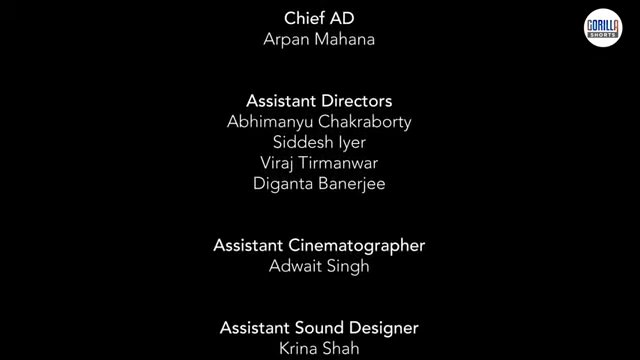 Chief AD
Arpan Mahana
GORILLA
SHORTS
Assistant Directors
Abhimanyu Chakraborty
Siddesh Iyer
Viraj Tirmanwar
Diganta Banerjee
Assistant Cinematographer
Adwait Singh
Assistant Sound Designer
Krina Shah